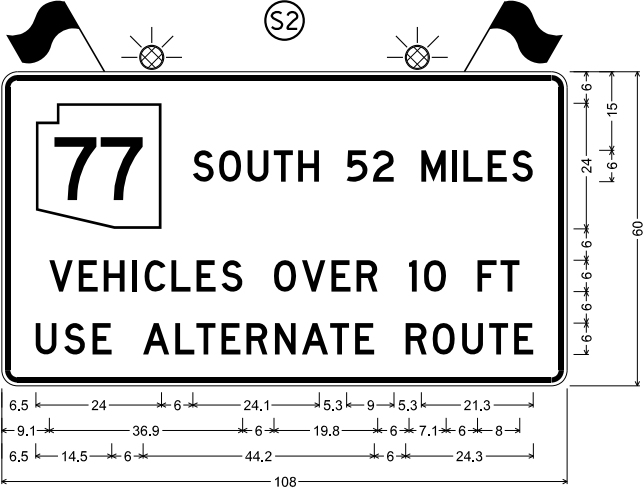 S2
77 SOUTH 52 MILES
VEHICLES OVER 10 FT
USE ALTERNATE ROUTE
6 24 6 6 6 6
15 6
60
6.5 24 6 24.1 5.3 9 5.3 21.3
9.1 36.9 6 19.8 6 7.1 6 8
6.5 14.5 6 44.2 6 24.3
108